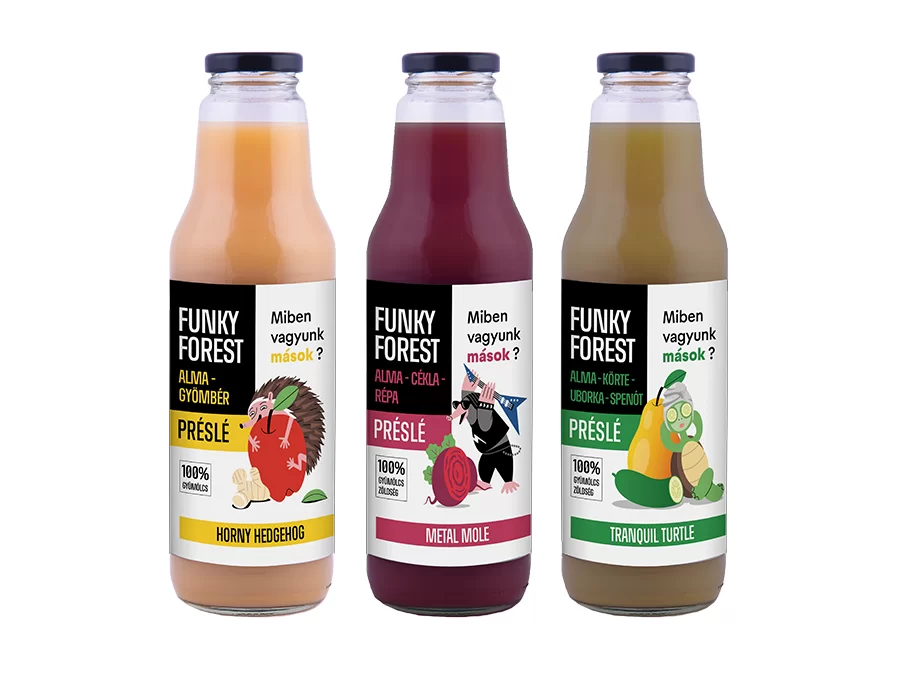 FUNKY
FOREST
Miben
vagyunk
mások ?
ALMA -
GYÖMBÉR
PRÉSLÉ
100%
GYÜMÖLCS
ZÖLDSÉG
HORNY HEDGEHOG
FUNKY
FOREST
Miben
vagyunk
mások ?
ALMA - CÉKLA -
RÉPA
PRÉSLÉ
100%
GYÜMÖLCS
ZÖLDSÉG
METAL MOLE
FUNKY
FOREST
Miben
vagyunk
mások ?
ALMA - KÖRTE -
UBORKA - SPENÓT
PRÉSLÉ
100%
GYÜMÖLCS
ZÖLDSÉG
TRANQUIL TURTLE